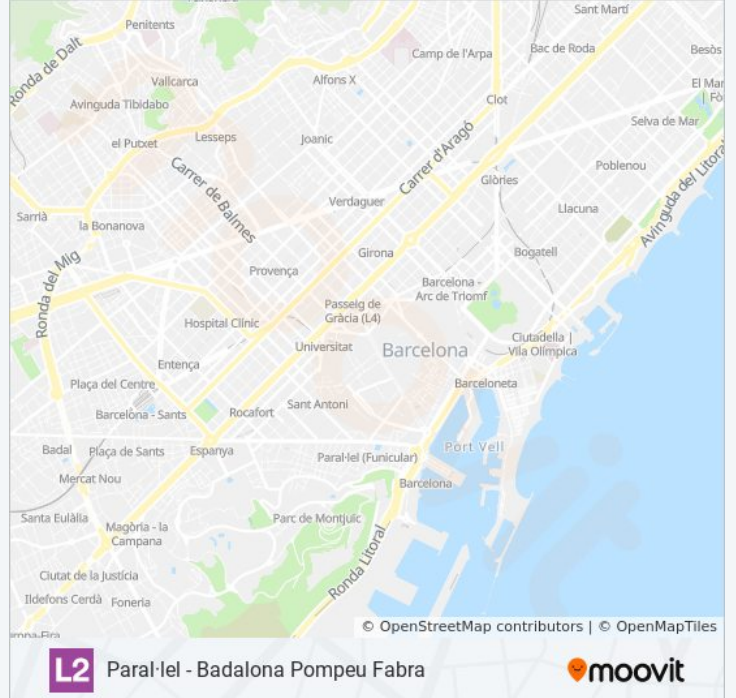 Sant Martí
Penitents
Ronda de Dalt
Camp de l'Arpa
Bac de Roda
Besòs
Vallcarca
Alfons X
El Mar
| Fò
Avinguda Tibidabo
Clot
Selva de Mar
el Putxet
Lesseps
Joanic
Carrer d'Aragó
Poblenou
Carrer de Balmes
Glòries
Avinguda del Litoral
Verdaguer
Llacuna
Sarrià
la Bonanova
Girona
Bogatell
Ronda del Mig
Provença
Barcelona -
Arc de Triomf
Passeig de
Gràcia (L4)
Hospital Clínic
Ciutadella |
Vila Olímpica
Universitat
Barcelona
Entença
Plaça del Centre
Barceloneta
Sant Antoni
Barcelona - Sants
Rocafort
Badal
Plaça de Sants
Espanya
Port Vell
Paral·lel (Funicular)
Mercat Nou
Barcelona
Santa Eulàlia
Magòria - la
Campana
Parc de Montjuïc
Ronda Litoral
Ciutat de la Justícia
Ildefons Cerdà
Foneria
© OpenStreetMap contributors | © OpenMapTiles
L2 Paral·lel - Badalona Pompeu Fabra
moovit